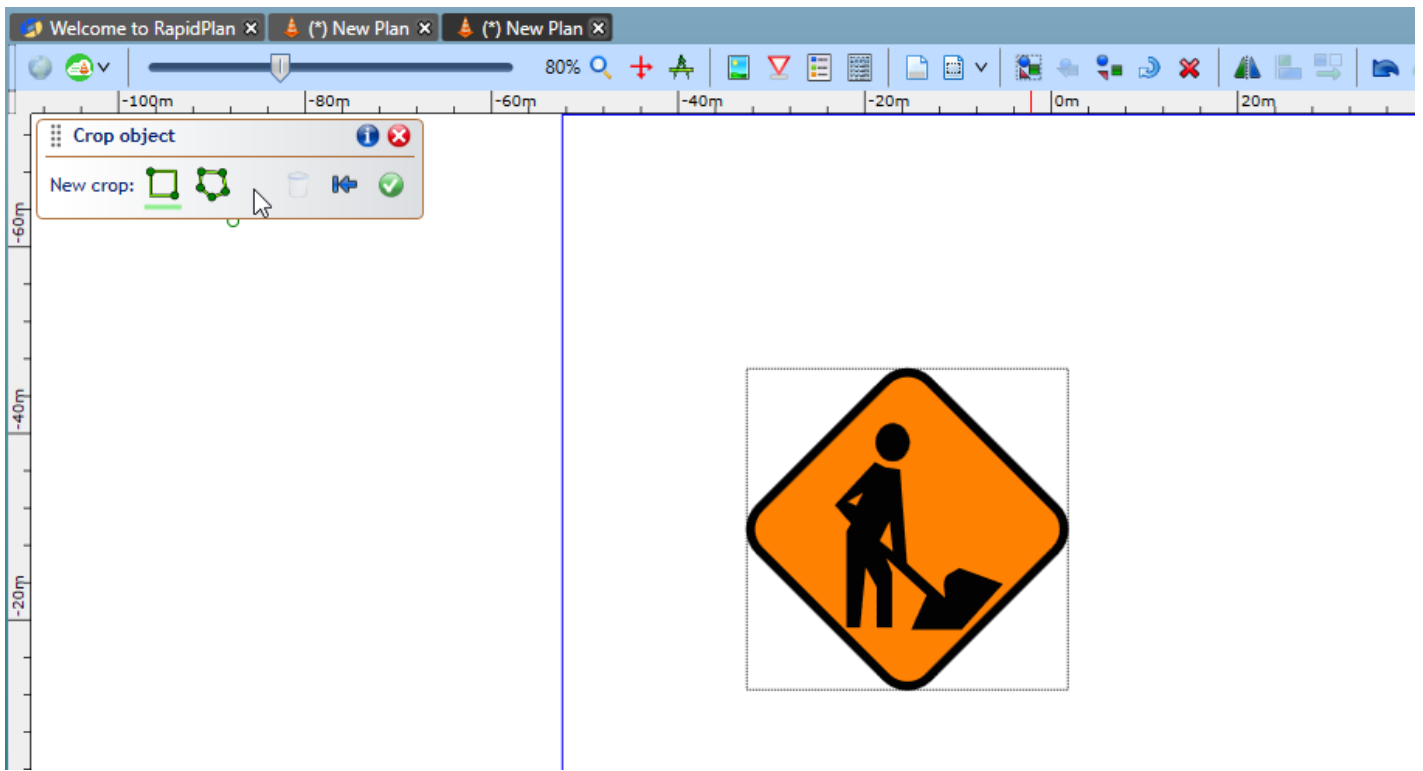 Welcome to RapidPlan (*) New Plan (*) New Plan
80%
-100m -80m -60m -40m -20m 0m 20m
Crop object
New crop:
-60m
-40m
-20m